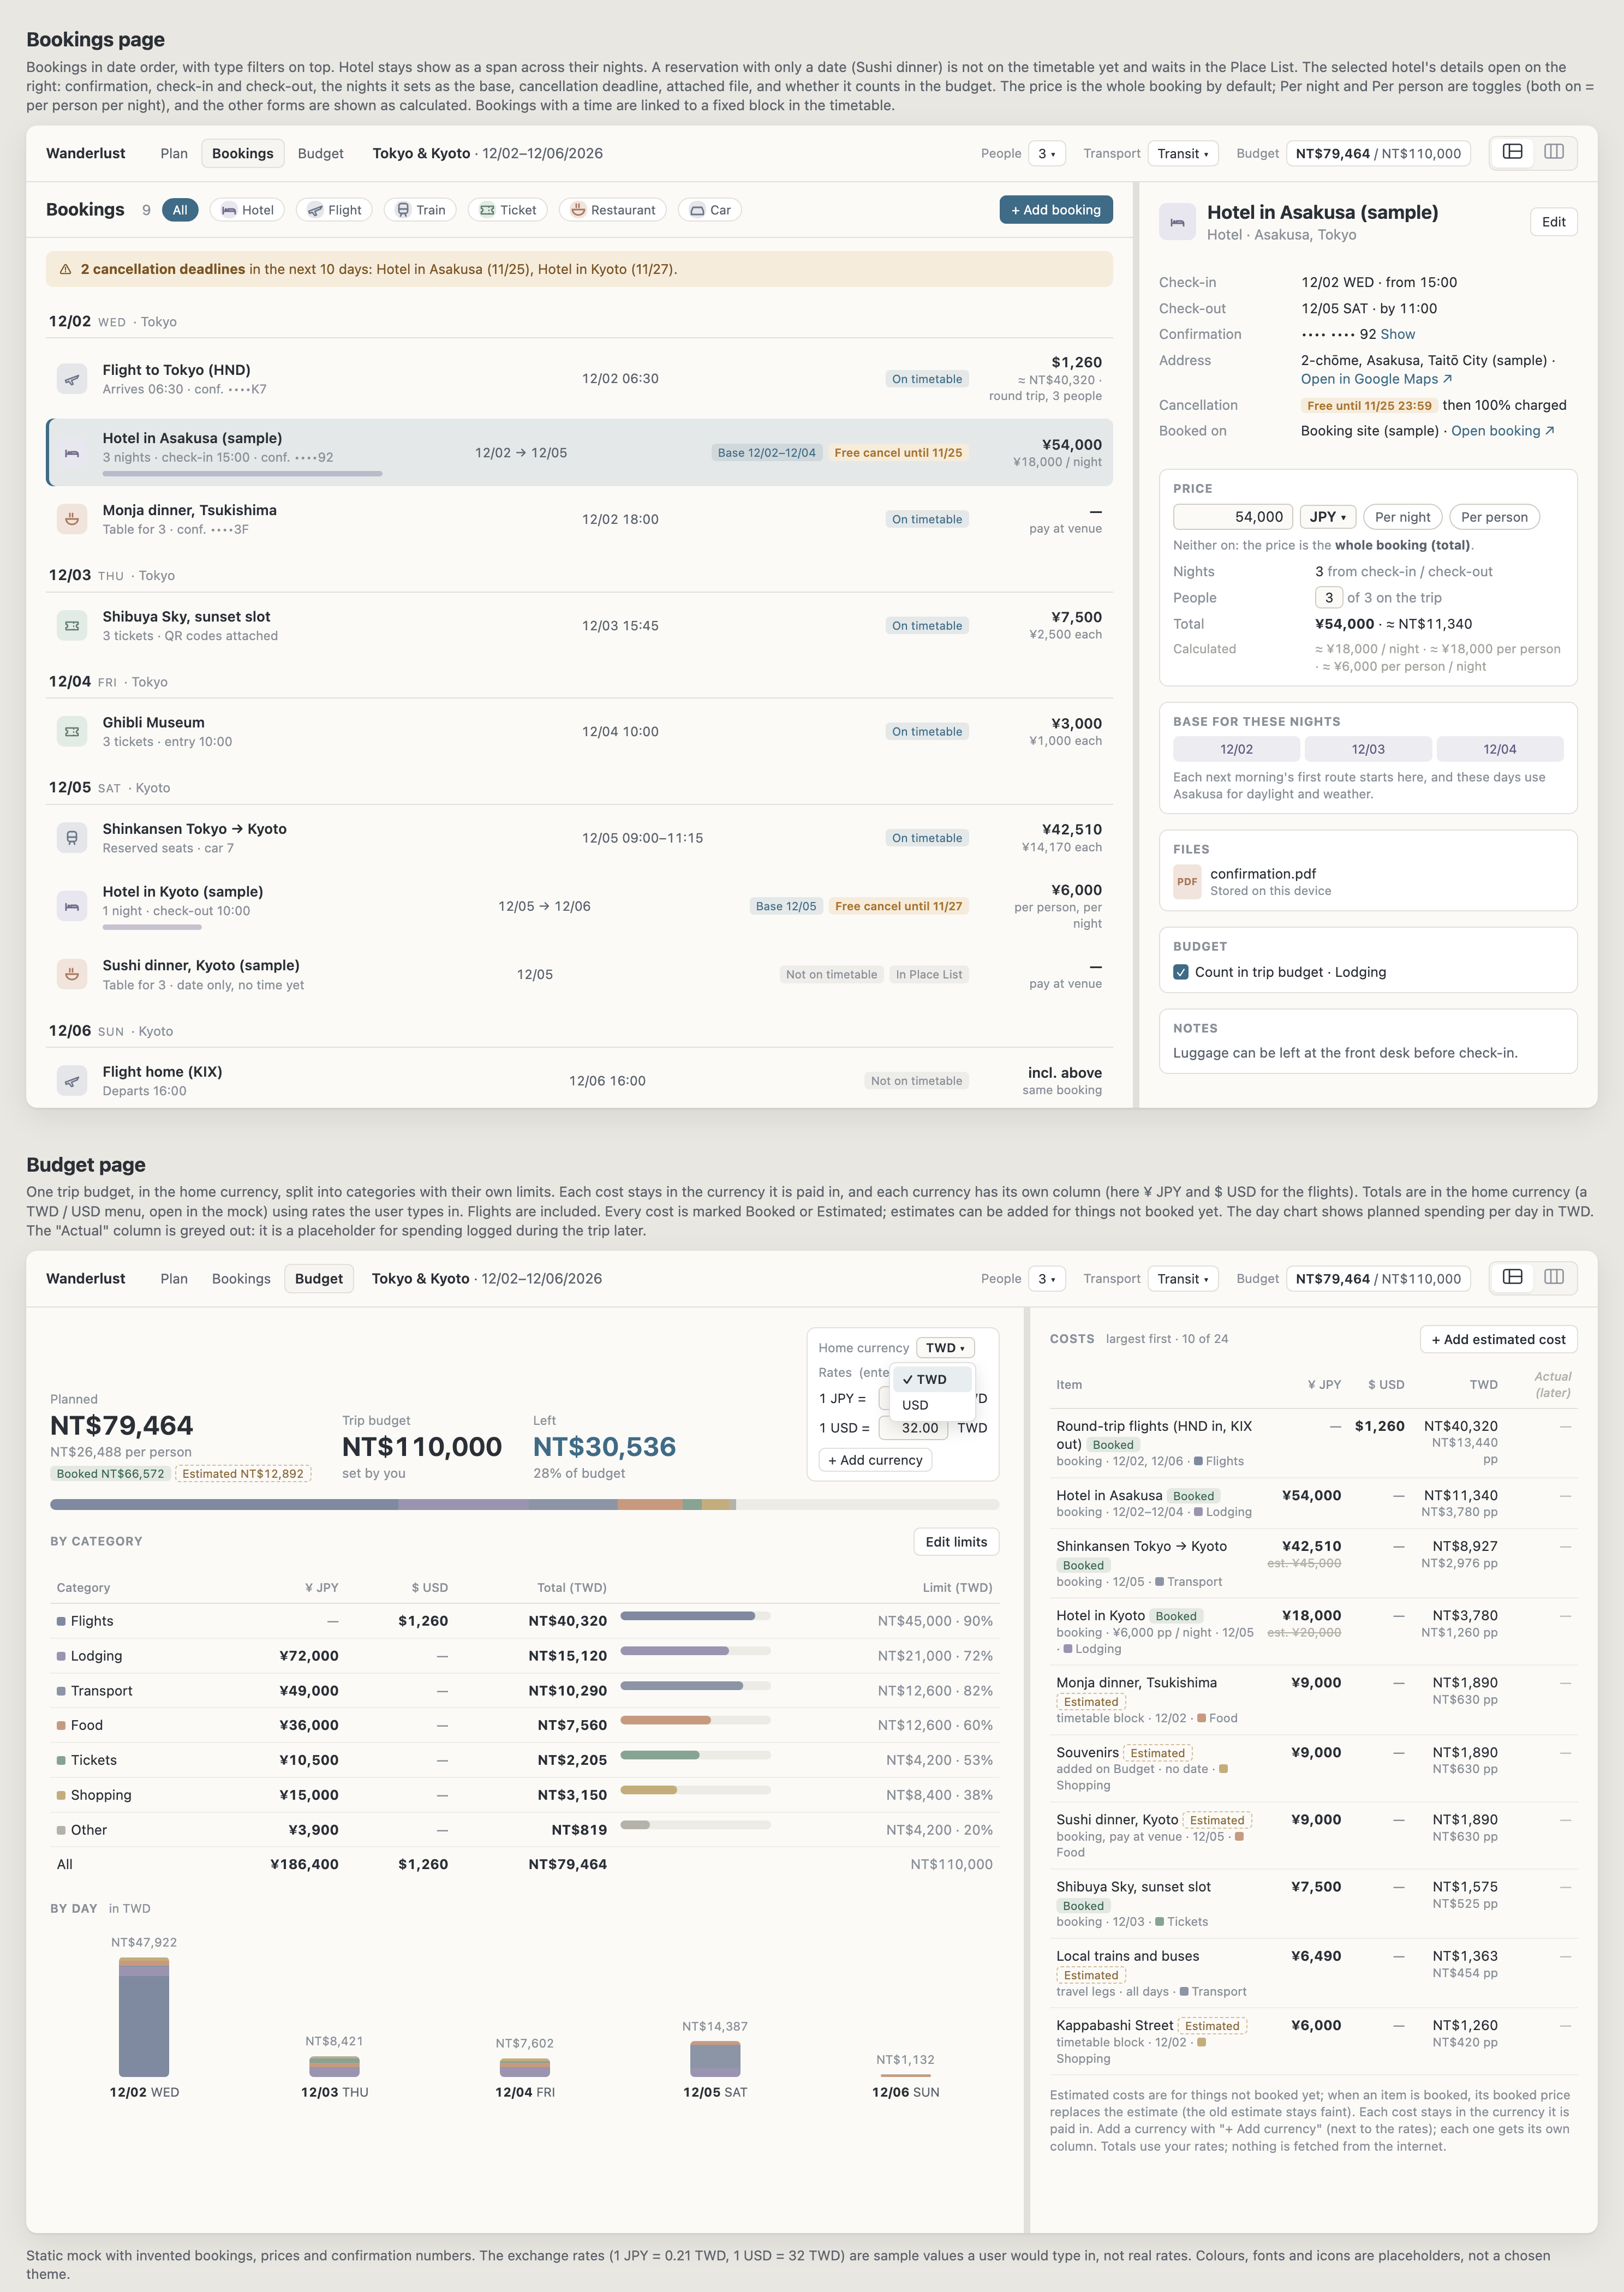 Bookings page
Bookings in date order, with type filters on top. Hotel stays show as a span across their nights. A reservation with only a date (Sushi dinner) is not on the timetable yet and waits in the Place List. The selected hotel's details open on the
right: confirmation, check-in and check-out, the nights it sets as the base, cancellation deadline, attached file, and whether it counts in the budget. The price is the whole booking by default; Per night and Per person are toggles (both on =
per person per night), and the other forms are shown as calculated. Bookings with a time are linked to a fixed block in the timetable.
Wanderlust Plan Bookings Budget Tokyo & Kyoto · 12/02–12/06/2026 People 3 ▾ Transport Transit ▾ Budget NT$79,464 / NT$110,000
Bookings 9 All Hotel Flight Train Ticket Restaurant Car + Add booking
⚠ 2 cancellation deadlines in the next 10 days: Hotel in Asakusa (11/25), Hotel in Kyoto (11/27).
12/02 WED · Tokyo
Flight to Tokyo (HND)
Arrives 06:30 · conf. ••••K7
12/02 06:30
On timetable
$1,260
≈ NT$40,320 ·
round trip, 3 people
Hotel in Asakusa (sample)
3 nights · check-in 15:00 · conf. ••••92
12/02 → 12/05
Base 12/02–12/04 Free cancel until 11/25
¥54,000
¥18,000 / night
Monja dinner, Tsukishima
Table for 3 · conf. ••••3F
12/02 18:00
On timetable
—
pay at venue
12/03 THU · Tokyo
Shibuya Sky, sunset slot
3 tickets · QR codes attached
12/03 15:45
On timetable
¥7,500
¥2,500 each
12/04 FRI · Tokyo
Ghibli Museum
3 tickets · entry 10:00
12/04 10:00
On timetable
¥3,000
¥1,000 each
12/05 SAT · Kyoto
Shinkansen Tokyo → Kyoto
Reserved seats · car 7
12/05 09:00–11:15
On timetable
¥42,510
¥14,170 each
Hotel in Kyoto (sample)
1 night · check-out 10:00
12/05 → 12/06
Base 12/05 Free cancel until 11/27
¥6,000
per person, per
night
Sushi dinner, Kyoto (sample)
Table for 3 · date only, no time yet
12/05
Not on timetable In Place List
—
pay at venue
12/06 SUN · Kyoto
Flight home (KIX)
Departs 16:00
12/06 16:00
Not on timetable
incl. above
same booking
Hotel in Asakusa (sample)
Hotel · Asakusa, Tokyo
Edit
Check-in 12/02 WED · from 15:00
Check-out 12/05 SAT · by 11:00
Confirmation •••• •••• 92 Show
Address 2-chōme, Asakusa, Taitō City (sample) ·
Open in Google Maps ↗
Cancellation Free until 11/25 23:59 then 100% charged
Booked on Booking site (sample) · Open booking ↗
PRICE
54,000 JPY ▾ Per night Per person
Neither on: the price is the whole booking (total).
Nights 3 from check-in / check-out
People 3 of 3 on the trip
Total ¥54,000 · ≈ NT$11,340
Calculated ≈ ¥18,000 / night · ≈ ¥18,000 per person
· ≈ ¥6,000 per person / night
BASE FOR THESE NIGHTS
12/02 12/03 12/04
Each next morning's first route starts here, and these days use
Asakusa for daylight and weather.
FILES
PDF confirmation.pdf
Stored on this device
BUDGET
Count in trip budget · Lodging
NOTES
Luggage can be left at the front desk before check-in.
Budget page
One trip budget, in the home currency, split into categories with their own limits. Each cost stays in the currency it is paid in, and each currency has its own column (here ¥ JPY and $ USD for the flights). Totals are in the home currency (a
TWD / USD menu, open in the mock) using rates the user types in. Flights are included. Every cost is marked Booked or Estimated; estimates can be added for things not booked yet. The day chart shows planned spending per day in TWD.
The "Actual" column is greyed out: it is a placeholder for spending logged during the trip later.
Wanderlust Plan Bookings Budget Tokyo & Kyoto · 12/02–12/06/2026 People 3 ▾ Transport Transit ▾ Budget NT$79,464 / NT$110,000
Planned
NT$79,464
NT$26,488 per person
Booked NT$66,572 Estimated NT$12,892
Trip budget
NT$110,000
set by you
Left
NT$30,536
28% of budget
Home currency TWD ▾
✓ TWD
USD
Rates (ente
1 JPY =
1 USD = 32.00 TWD
+ Add currency
BY CATEGORY Edit limits
Category ¥ JPY $ USD Total (TWD) Limit (TWD)
Flights — $1,260 NT$40,320 NT$45,000 · 90%
Lodging ¥72,000 — NT$15,120 NT$21,000 · 72%
Transport ¥49,000 — NT$10,290 NT$12,600 · 82%
Food ¥36,000 — NT$7,560 NT$12,600 · 60%
Tickets ¥10,500 — NT$2,205 NT$4,200 · 53%
Shopping ¥15,000 — NT$3,150 NT$8,400 · 38%
Other ¥3,900 — NT$819 NT$4,200 · 20%
All ¥186,400 $1,260 NT$79,464 NT$110,000
BY DAY in TWD
NT$47,922 NT$8,421 NT$7,602 NT$14,387 NT$1,132
12/02 WED 12/03 THU 12/04 FRI 12/05 SAT 12/06 SUN
COSTS largest first · 10 of 24 + Add estimated cost
Item ¥ JPY $ USD TWD Actual
(later)
Round-trip flights (HND in, KIX — $1,260 NT$40,320 —
out) Booked NT$13,440
booking · 12/02, 12/06 · Flights pp
Hotel in Asakusa Booked ¥54,000 — NT$11,340 —
booking · 12/02–12/04 · Lodging NT$3,780 pp
Shinkansen Tokyo → Kyoto ¥42,510 — NT$8,927 —
Booked est. ¥45,000 NT$2,976 pp
booking · 12/05 · Transport
Hotel in Kyoto Booked ¥18,000 — NT$3,780 —
booking · ¥6,000 pp / night · 12/05 est. ¥20,000 NT$1,260 pp
· Lodging
Monja dinner, Tsukishima ¥9,000 — NT$1,890 —
Estimated NT$630 pp
timetable block · 12/02 · Food
Souvenirs Estimated ¥9,000 — NT$1,890 —
added on Budget · no date · NT$630 pp
Shopping
Sushi dinner, Kyoto Estimated ¥9,000 — NT$1,890 —
booking, pay at venue · 12/05 · NT$630 pp
Food
Shibuya Sky, sunset slot ¥7,500 — NT$1,575 —
Booked NT$525 pp
booking · 12/03 · Tickets
Local trains and buses ¥6,490 — NT$1,363 —
Estimated NT$454 pp
travel legs · all days · Transport
Kappabashi Street Estimated ¥6,000 — NT$1,260 —
timetable block · 12/02 · NT$420 pp
Shopping
Estimated costs are for things not booked yet; when an item is booked, its booked price
replaces the estimate (the old estimate stays faint). Each cost stays in the currency it is
paid in. Add a currency with "+ Add currency" (next to the rates); each one gets its own
column. Totals use your rates; nothing is fetched from the internet.
Static mock with invented bookings, prices and confirmation numbers. The exchange rates (1 JPY = 0.21 TWD, 1 USD = 32 TWD) are sample values a user would type in, not real rates. Colours, fonts and icons are placeholders, not a chosen
theme.